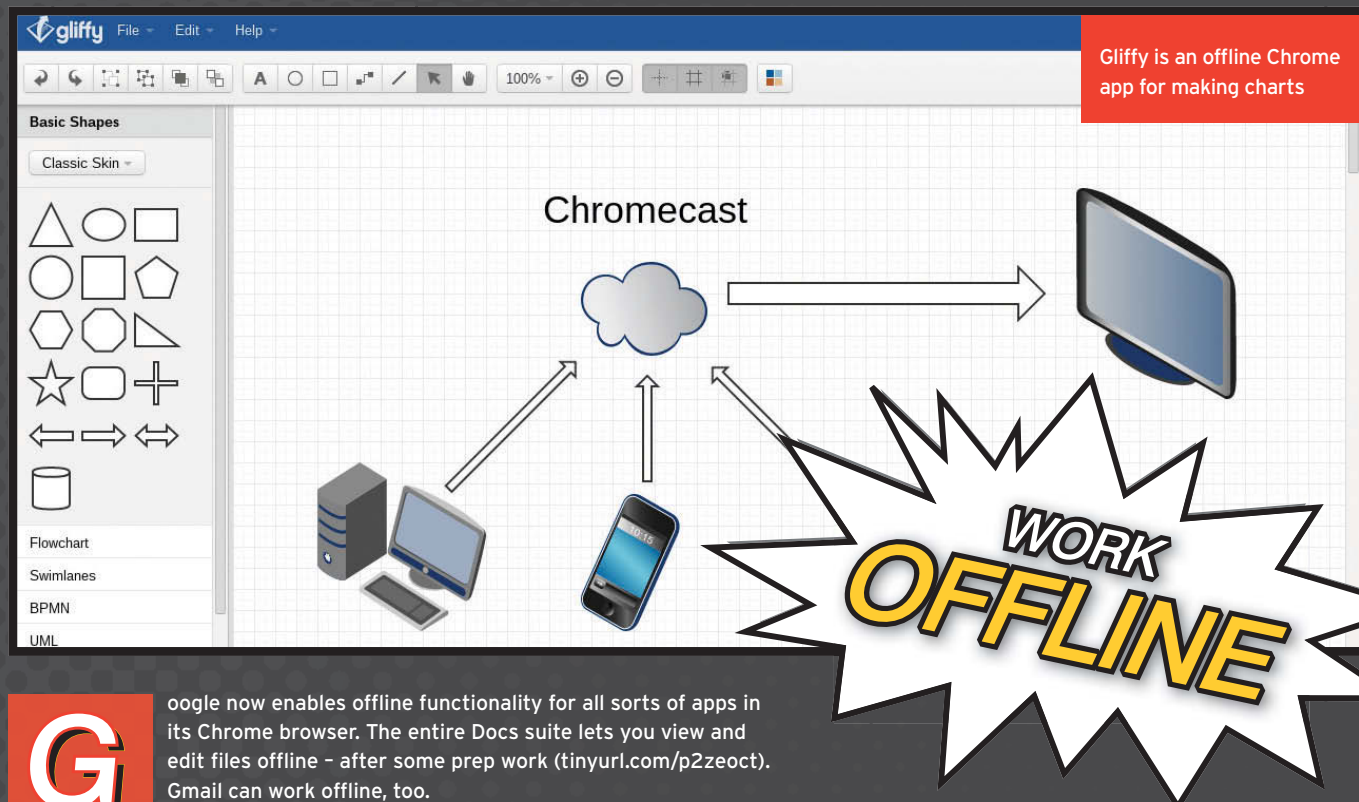 gliffy File Edit Help
Gliffy is an offline Chrome
app for making charts
A 100%
Basic Shapes
Classic Skin
Chromecast
10:15
Flowchart
Swimlanes
BPMN
UML
WORK
OFFLINE
Google now enables offline functionality for all sorts of apps in
its Chrome browser. The entire Docs suite lets you view and
edit files offline – after some prep work (tinyurl.com/p2zeoct).
Gmail can work offline, too.